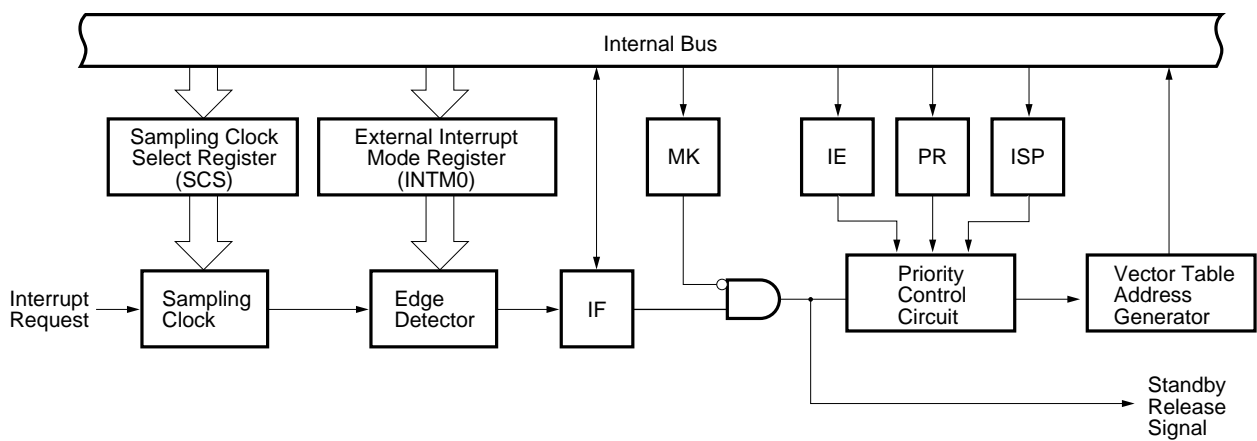 Internal Bus
Sampling Clock
Select Register
(SCS)
External Interrupt
Mode Register
(INTM0)
MK
IE
PR
ISP
Interrupt
Request
Sampling
Clock
Edge
Detector
IF
Priority
Control
Circuit
Vector Table
Address
Generator
Standby
Release
Signal